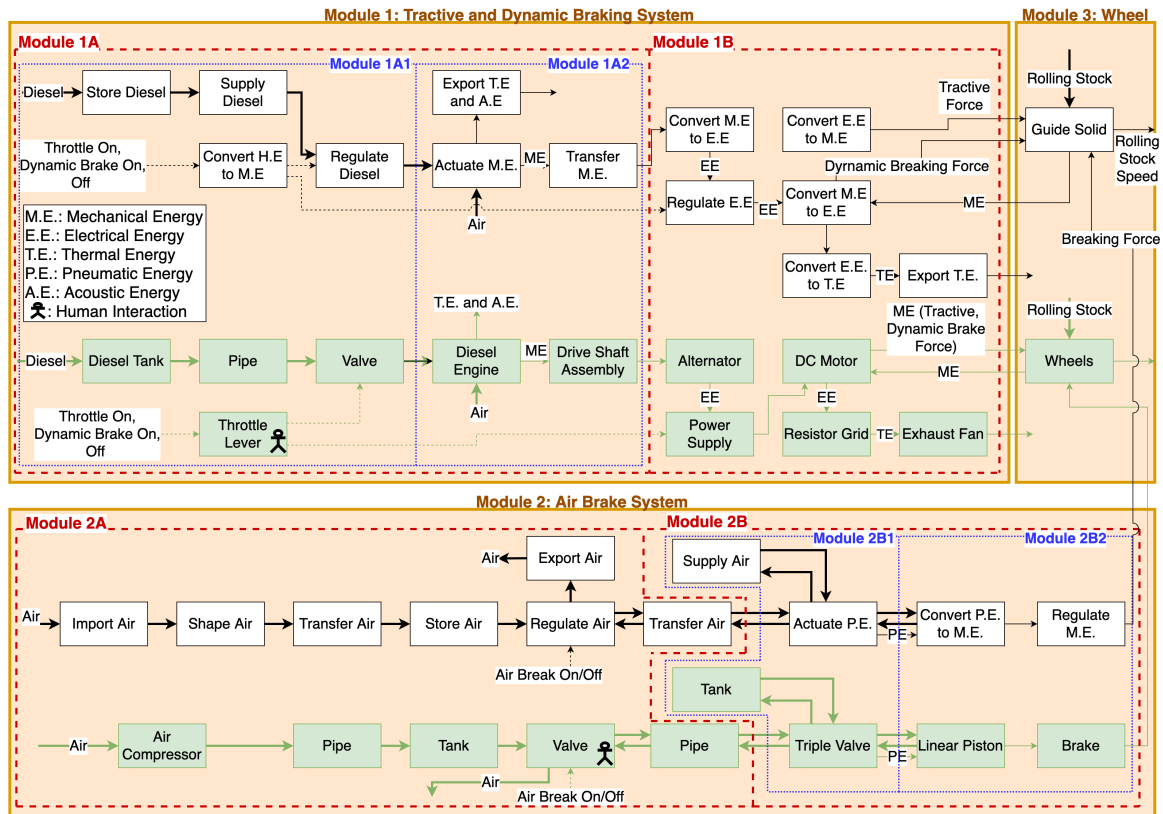 Module 1: Tractive and Dynamic Braking System
Module 3: Wheel
Module 1A
Module 1B
Module 1A1
Module 1A2
Diesel
Store Diesel
Supply
Diesel
Export T.E
and A.E
Throttle On,
Dynamic Brake On,
Off
Convert H.E
to M.E
Regulate
Diesel
Actuate M.E.
ME
Transfer
M.E.
Air
Convert M.E
to E.E
Convert E.E
to M.E
Tractive
Force
EE
Dynamic Breaking Force
Regulate E.E
EE
Convert M.E
to E.E
ME
Convert E.E.
to T.E
TE
Export T.E.
Rolling Stock
Guide Solid
Rolling
Stock
Speed
Breaking Force
M.E.: Mechanical Energy
E.E.: Electrical Energy
T.E.: Thermal Energy
P.E.: Pneumatic Energy
A.E.: Acoustic Energy
: Human Interaction
T.E. and A.E.
Diesel
Diesel Tank
Pipe
Valve
Diesel
Engine
ME
Drive Shaft
Assembly
Air
Alternator
DC Motor
ME (Tractive,
Dynamic Brake
Force)
ME
Rolling Stock
Wheels
Throttle On,
Dynamic Brake On,
Off
Throttle
Lever
EE
EE
Power
Supply
Resistor Grid
TE
Exhaust Fan
Module 2: Air Brake System
Module 2A
Module 2B
Module 2B1
Module 2B2
Air
Export Air
Supply Air
Air
Import Air
Shape Air
Transfer Air
Store Air
Regulate Air
Transfer Air
Actuate P.E.
PE
Convert P.E.
to M.E.
Regulate
M.E.
Air Break On/Off
Tank
Air
Air
Compressor
Pipe
Tank
Valve
Pipe
Triple Valve
PE
Linear Piston
Brake
Air
Air Break On/Off